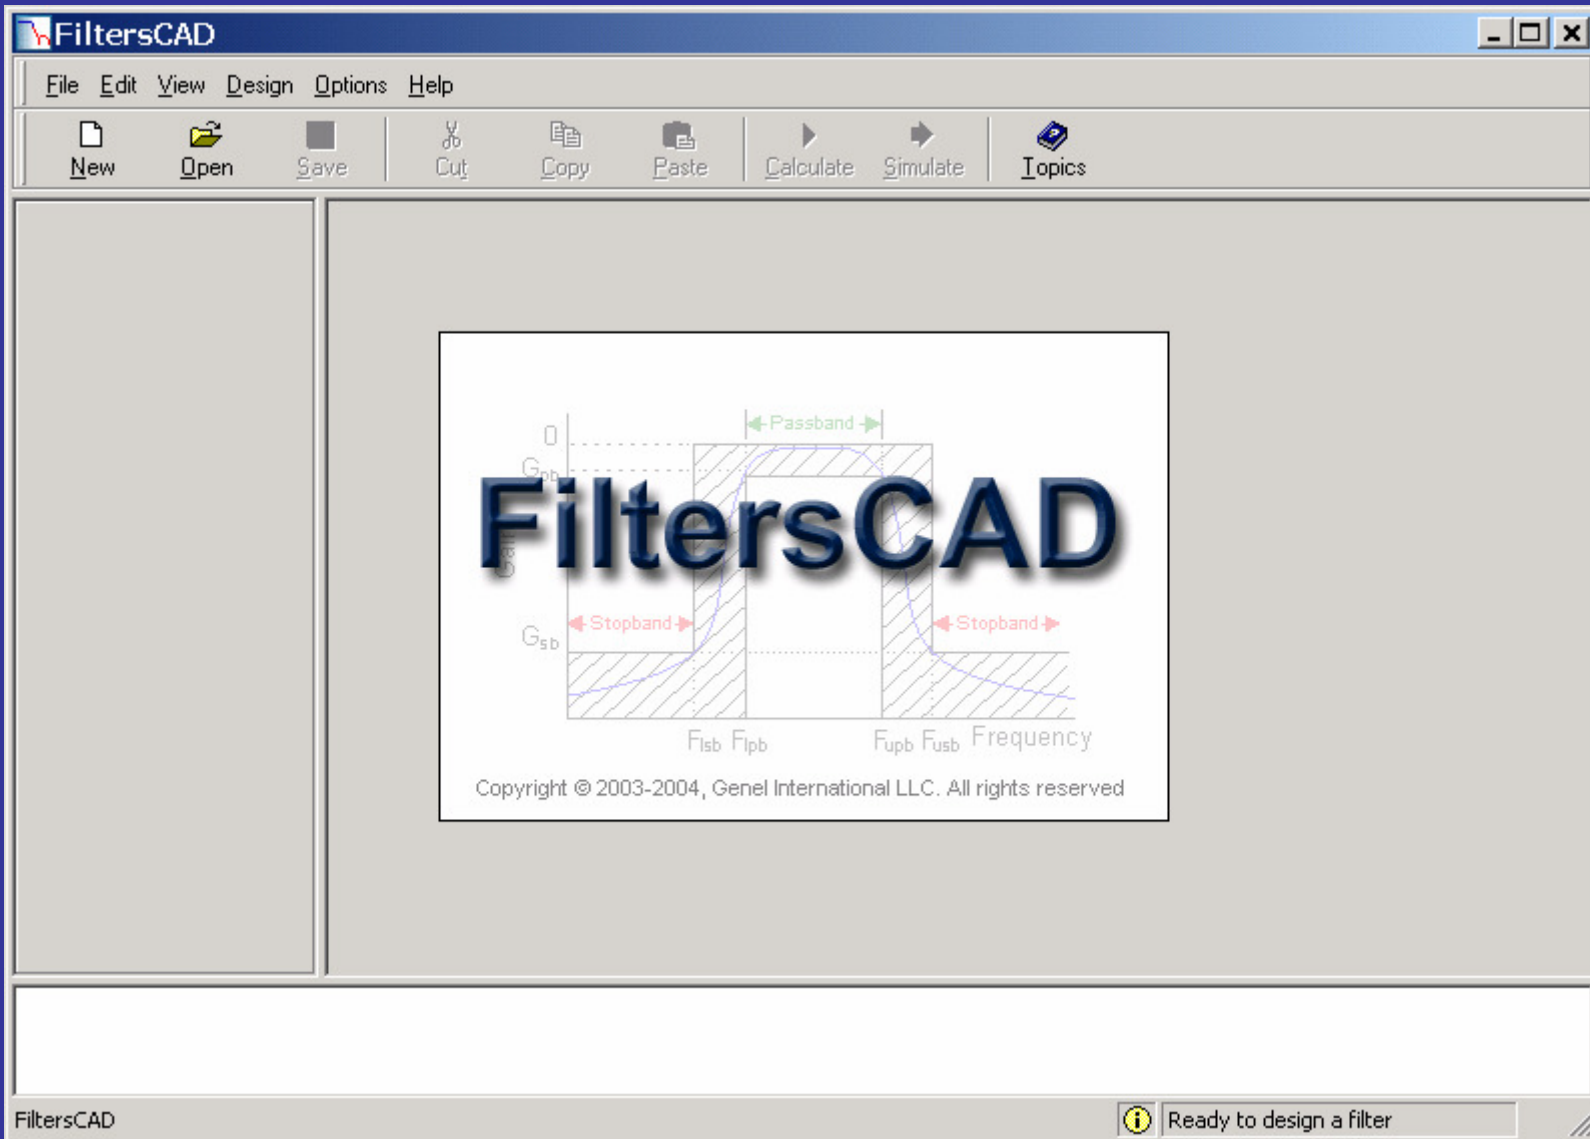 FiltersCAD
File Edit View Design Options Help
New Open Save Cut Copy Paste Calculate Simulate Topics
Passband
0
Gpb
FiltersCAD
Gain
Stopband Stopband
Gsb
Flsb Flpb Fupb Fusb Frequency
Copyright © 2003-2004, Genel International LLC. All rights reserved
FiltersCAD Ready to design a filter